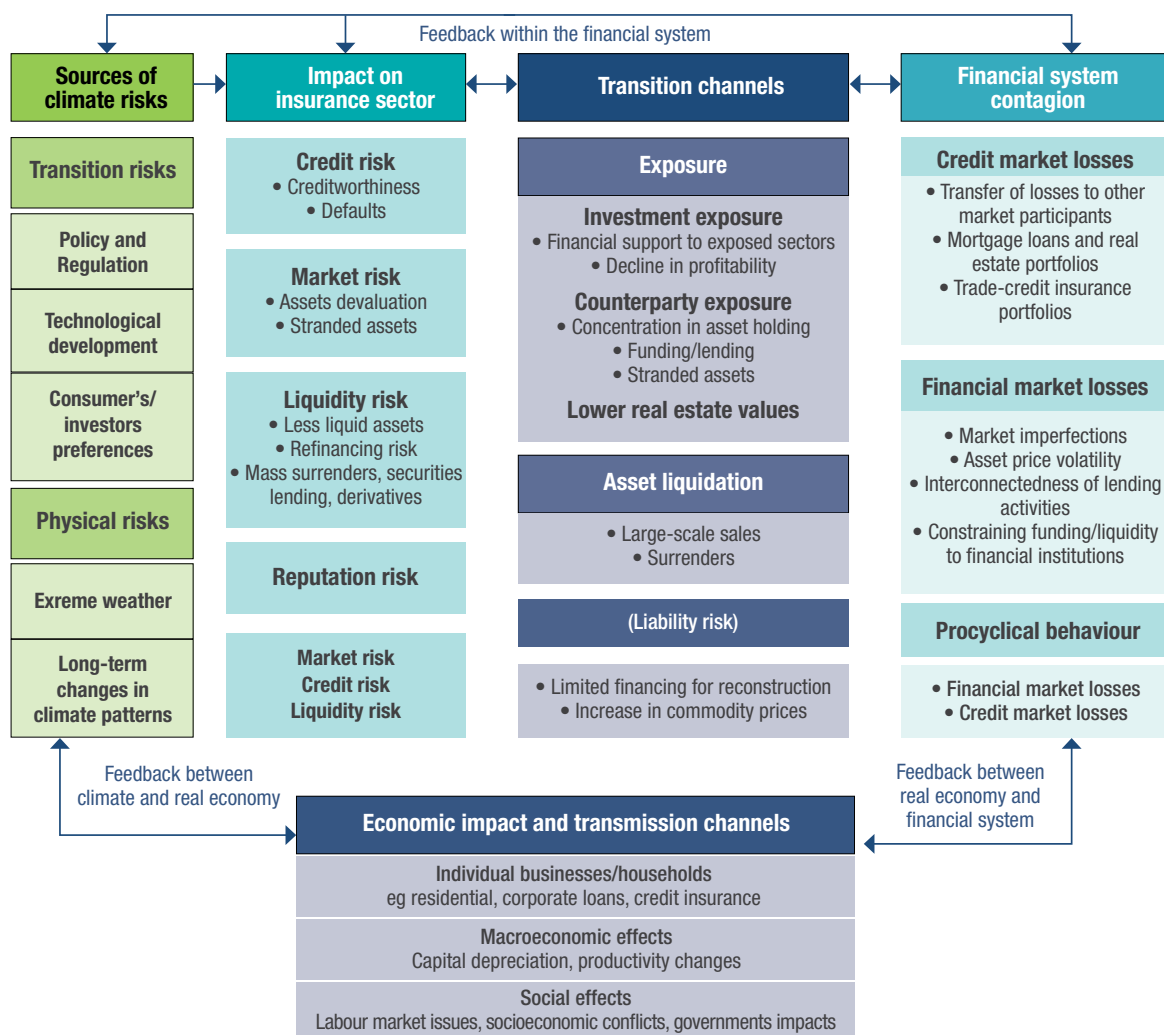 Feedback within the financial system
Sources of
climate risks
Impact on
insurance sector
Transition channels
Financial system
contagion
Transition risks
Policy and
Regulation
Technological
development
Consumer's/
investors
preferences
Physical risks
Exreme weather
Long-term
changes in
climate patterns
Credit risk
• Creditworthiness
• Defaults
Market risk
• Assets devaluation
• Stranded assets
Liquidity risk
• Less liquid assets
• Refinancing risk
• Mass surrenders, securities
lending, derivatives
Reputation risk
Market risk
Credit risk
Liquidity risk
Exposure
Investment exposure
• Financial support to exposed sectors
• Decline in profitability
Counterparty exposure
• Concentration in asset holding
• Funding/lending
• Stranded assets
Lower real estate values
Asset liquidation
• Large-scale sales
• Surrenders
(Liability risk)
• Limited financing for reconstruction
• Increase in commodity prices
Credit market losses
• Transfer of losses to other
market participants
• Mortgage loans and real
estate portfolios
• Trade-credit insurance
portfolios
Financial market losses
• Market imperfections
• Asset price volatility
• Interconnectedness of lending
activities
• Constraining funding/liquidity
to financial institutions
Procyclical behaviour
• Financial market losses
• Credit market losses
Feedback between
climate and real economy
Feedback between
real economy and
financial system
Economic impact and transmission channels
Individual businesses/households
eg residential, corporate loans, credit insurance
Macroeconomic effects
Capital depreciation, productivity changes
Social effects
Labour market issues, socioeconomic conflicts, governments impacts